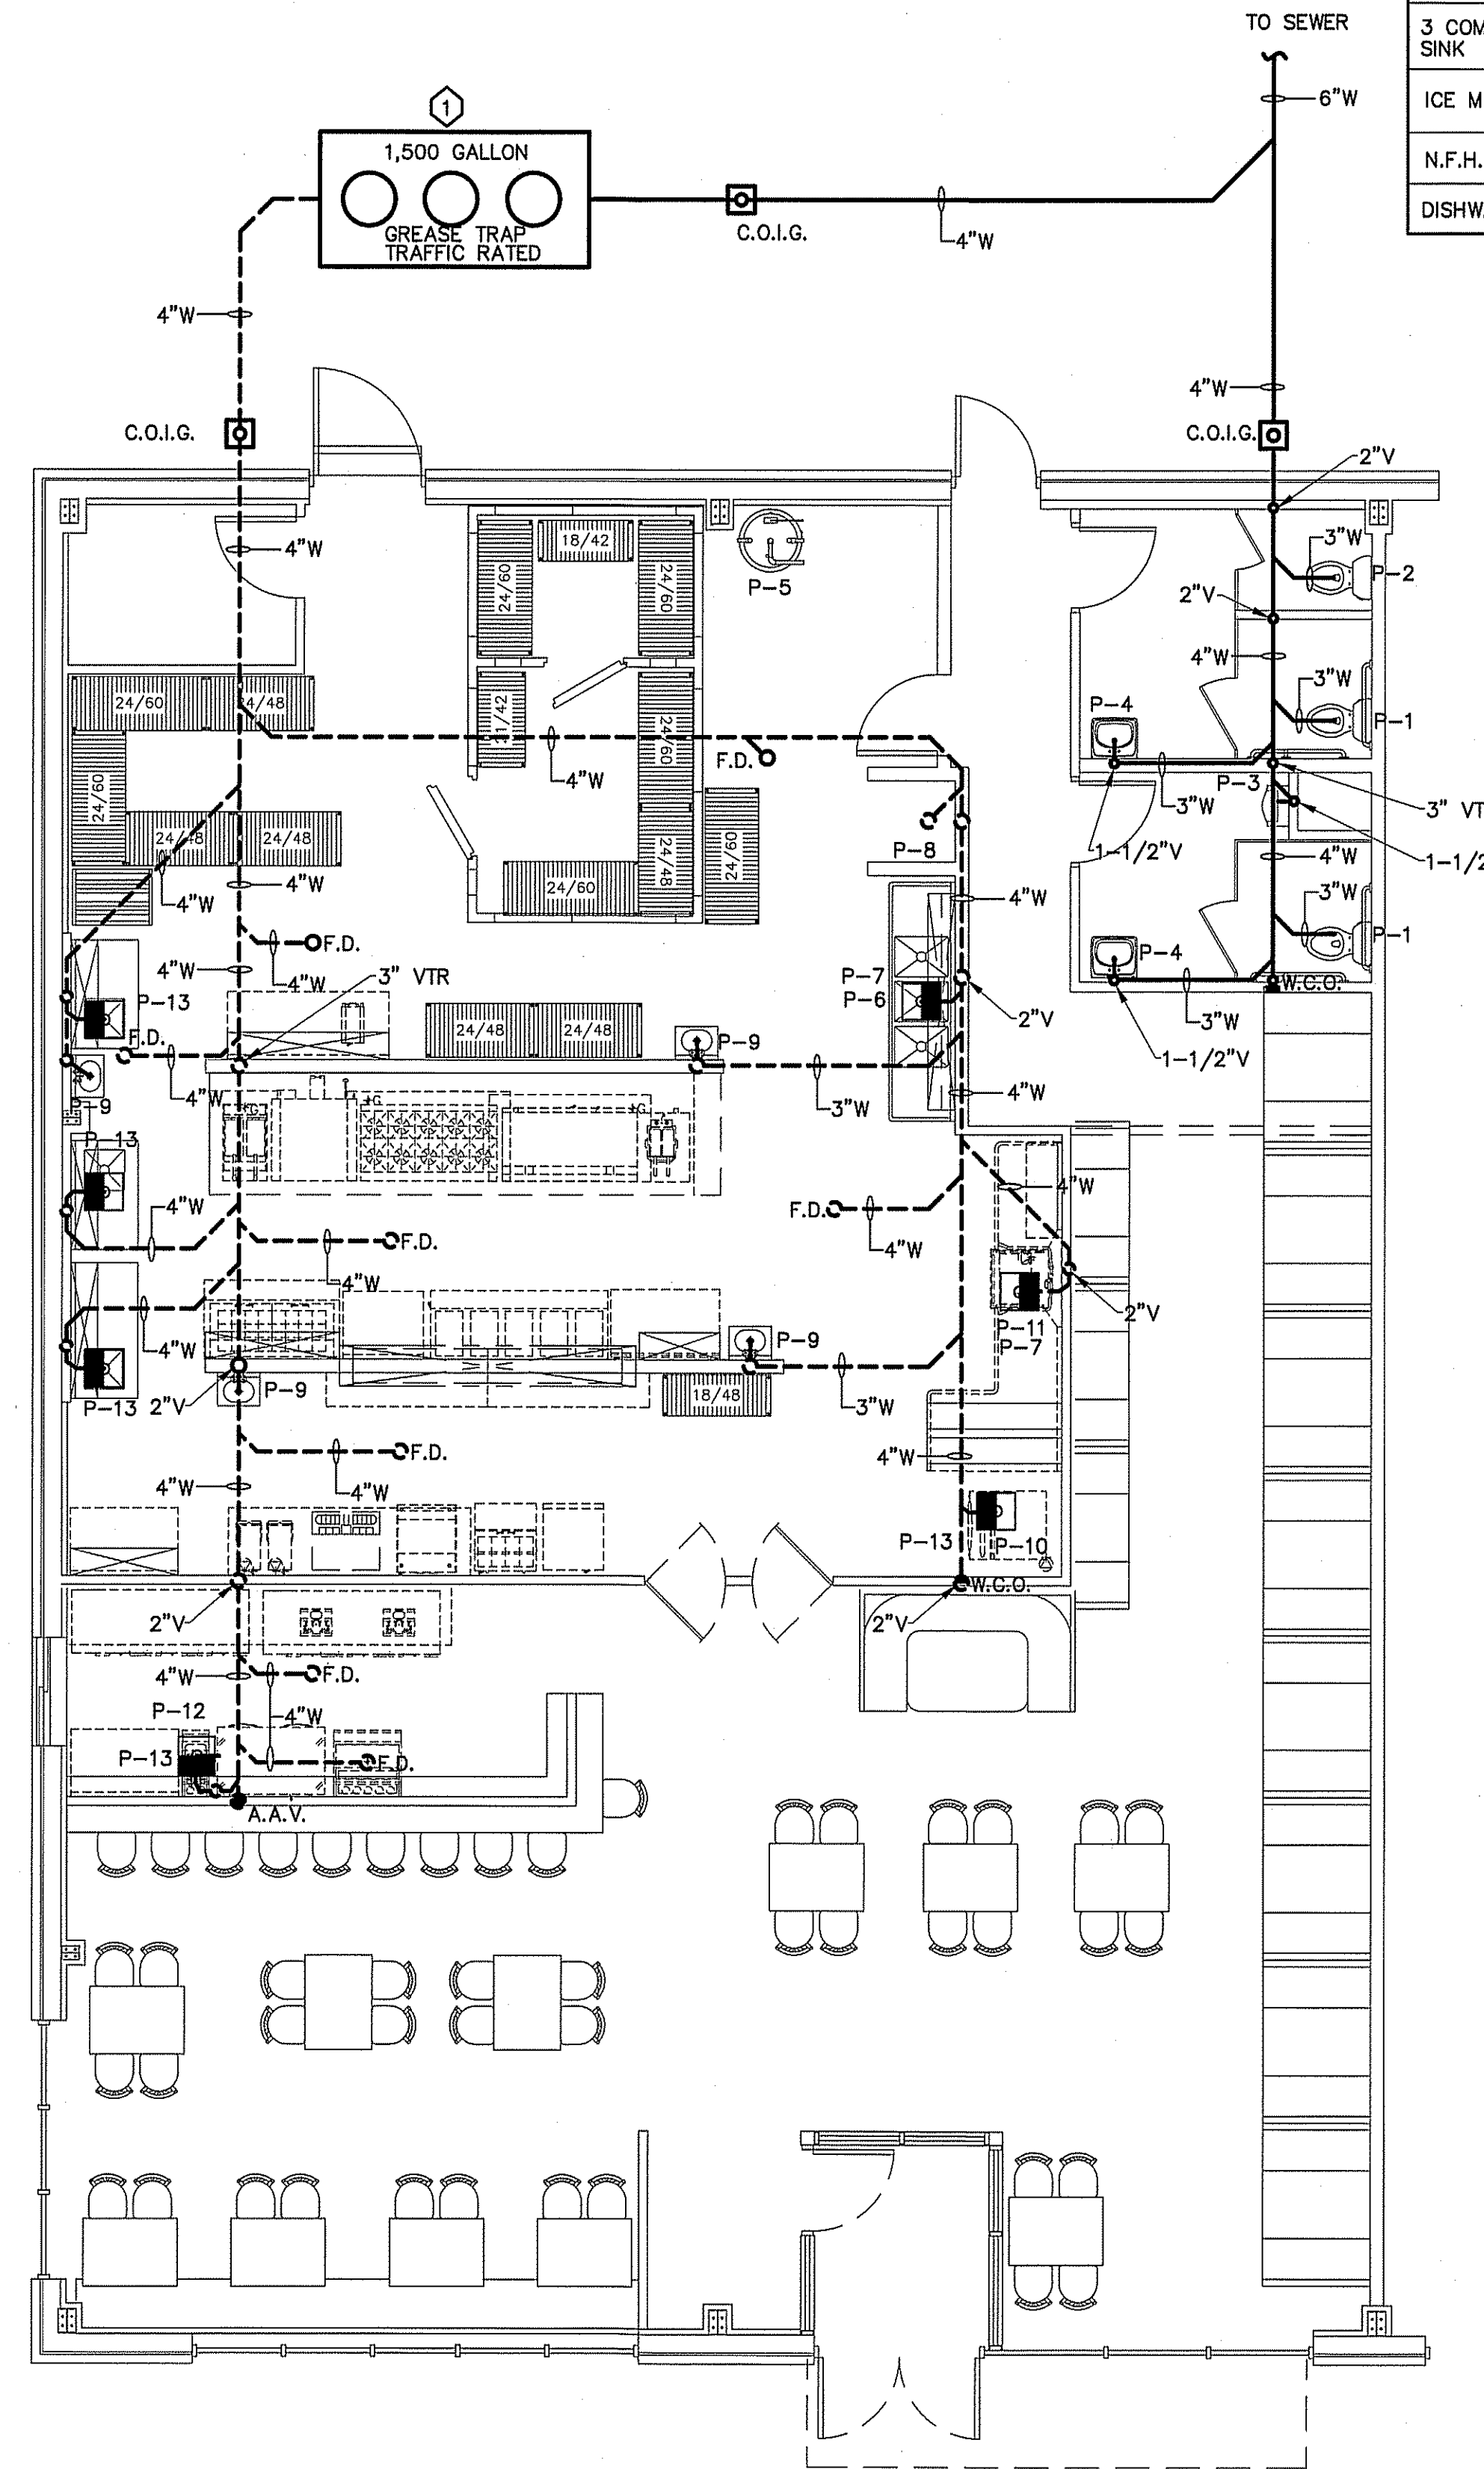 TO SEWER
3 COM
SINK
6"W
ICE M
1
1,500 GALLON
N.F.H.
DISHW
GREASE TRAP
TRAFFIC RATED
C.O.I.G.
4"W
4"W
4"W
C.O.I.G.
C.O.I.G.
2"V
18/42
3"W
4"W
24/60
24/60
P-5
P-2
2"V
4"W
3"W
24/60
24/48
21/42
24/60
P-4
P-1
4"W
F.D.
P-3
3"W
24/60
3" VT
24/48
24/48
24/60
P-8
1-1/2"V
4"W
1-1/2
4"W
24/60
24/48
4"W
4"W
3"W
F.D.
P-4
P-1
4"W
4"W
3" VTR
P-7
W.C.O.
P-13
P-6
3"W
24/48
24/48
2"V
F.D.
P-9
1-1/2"V
4"W
3"W
4"W
P-9
+G
+G
P-13
4"W
4"W
F.D.
F.D.
4"W
4"W
2"V
P-11
4"W
P-9
P-7
P-13
2"V
P-9
18/48
3"W
F.D.
4"W
4"W
4"W
P-13
P-10
W.C.O.
2"V
2"V
4"W
F.D.
P-12
4"W
P-13
F.D.
A.A.V.